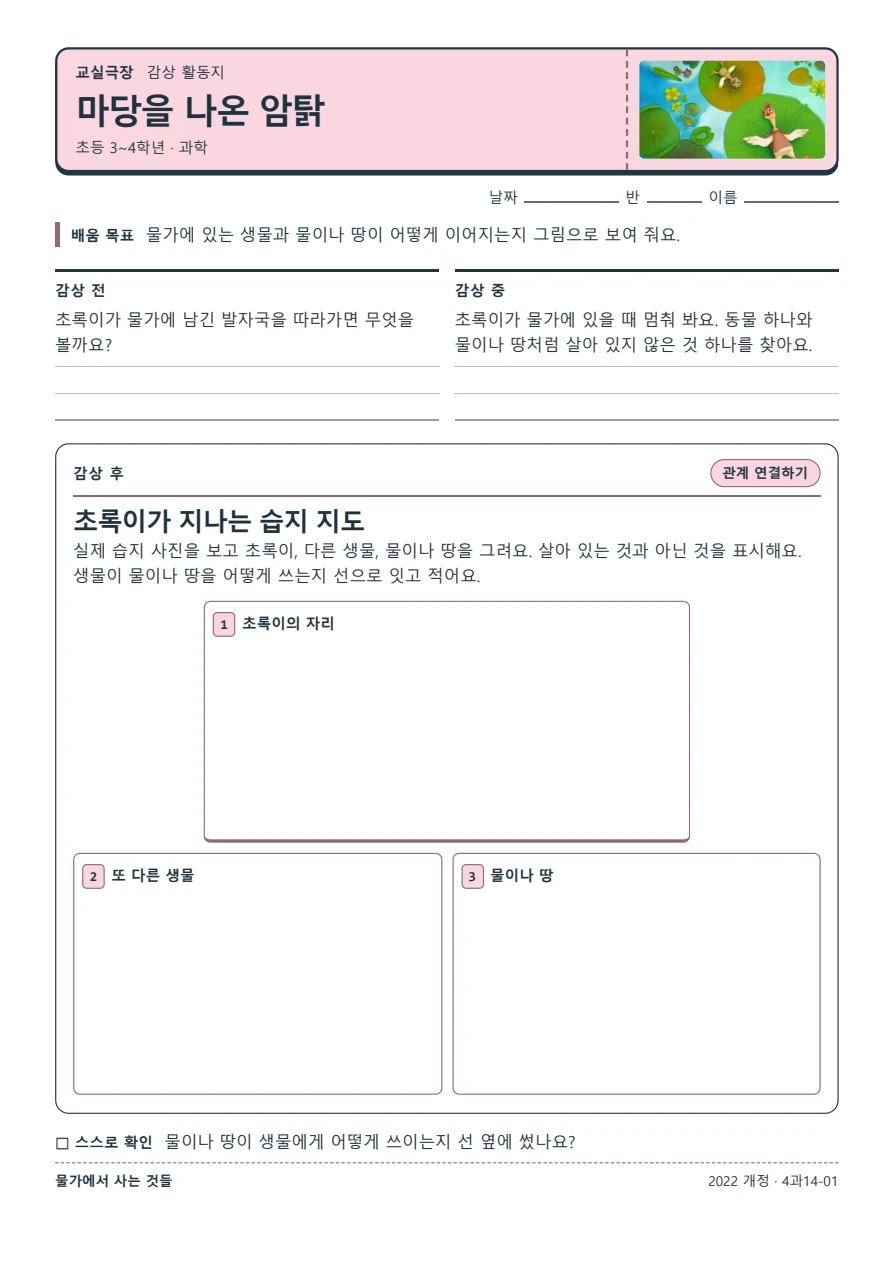 교실극장 감상 활동지
마당을 나온 암탉
초등 3~4학년 · 과학
날짜 반 이름
배움 목표 물가에 있는 생물과 물이나 땅이 어떻게 이어지는지 그림으로 보여 줘요.
감상 전
초록이가 물가에 남긴 발자국을 따라가면 무엇을
볼까요?
감상 중
초록이가 물가에 있을 때 멈춰 봐요. 동물 하나와
물이나 땅처럼 살아 있지 않은 것 하나를 찾아요.
감상 후
관계 연결하기
초록이가 지나는 습지 지도
실제 습지 사진을 보고 초록이, 다른 생물, 물이나 땅을 그려요. 살아 있는 것과 아닌 것을 표시해요.
생물이 물이나 땅을 어떻게 쓰는지 선으로 잇고 적어요.
1 초록이의 자리
2 또 다른 생물
3 물이나 땅
□ 스스로 확인 물이나 땅이 생물에게 어떻게 쓰이는지 선 옆에 썼나요?
물가에서 사는 것들
2022 개정 · 4과14-01